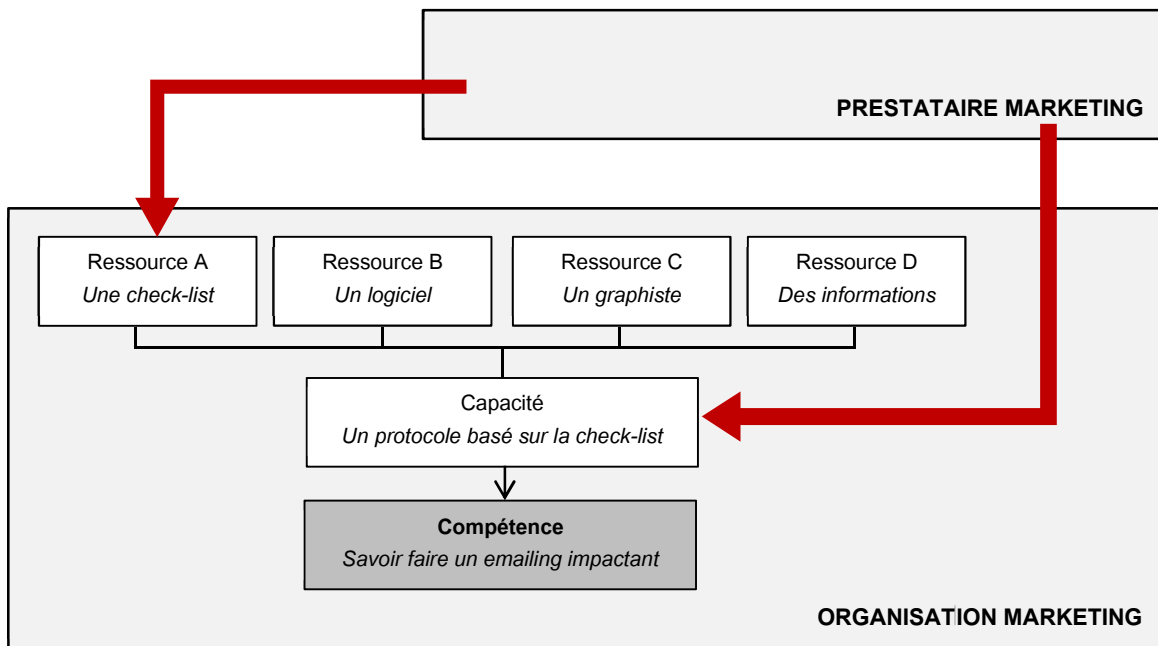 PRESTATAIRE MARKETING
Ressource A
Une check-list
Ressource B
Un logiciel
Ressource C
Un graphiste
Ressource D
Des informations
Capacité
Un protocole basé sur la check-list
Compétence
Savoir faire un emailing impactant
ORGANISATION MARKETING